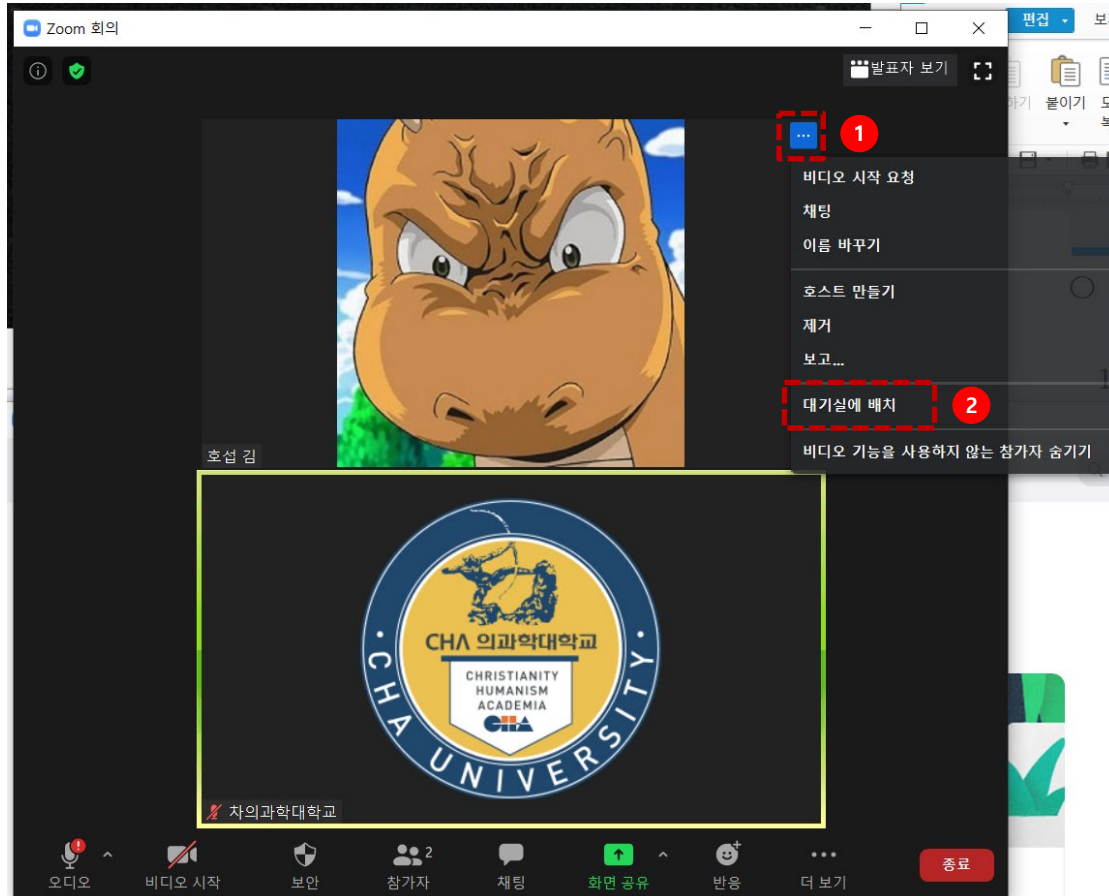 Zoom 회의
편집
발표자 보기
붙이기
...
1
비디오 시작 요청
채팅
이름 바꾸기
호스트 만들기
제거
보고...
대기실에 배치
2
비디오 기능을 사용하지 않는 참가자 숨기기
호섭 김
CHA 의과학대학교
CHRISTIANITY
HUMANISM
ACADEMIA
CHA
CHA UNIVERSITY
차의과학대학교
오디오
비디오 시작
보안
참가자
2
채팅
화면 공유
반응
더 보기
종료